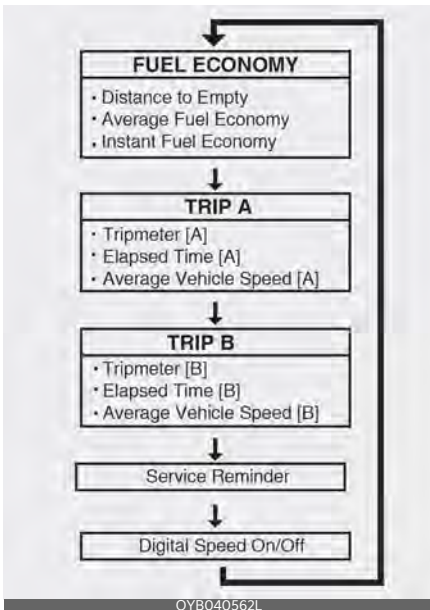 FUEL ECONOMY
• Distance to Empty
• Average Fuel Economy
• Instant Fuel Economy
TRIP A
• Tripmeter [A]
• Elapsed Time [A]
• Average Vehicle Speed [A]
TRIP B
• Tripmeter [B]
• Elapsed Time [B]
• Average Vehicle Speed [B]
Service Reminder
Digital Speed On/Off
OYB040562L